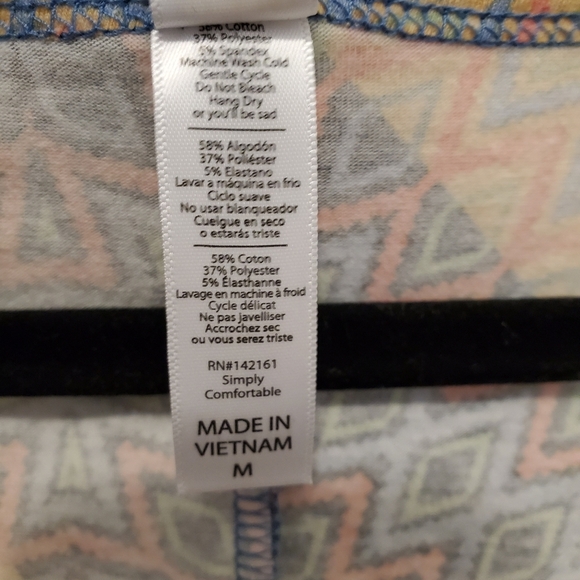 58% Cotton
37% Polyester
5% Spandex
Machine Wash Cold
Gentle Cycle
Do Not Bleach
Hang Dry
or you'll be sad
58% Algodón
37% Poliéster
5% Elastano
Lavar a máquina en frio
Ciclo suave
No usar blanqueador
Cuelgue en seco
o estarás triste
58% Coton
37% Polyester
5% Élasthanne
Lavage en machine à froid
Cycle délicat
Ne pas javelliser
Accrochez sec
ou vous serez triste
RN#142161
Simply
Comfortable
MADE IN
VIETNAM
M